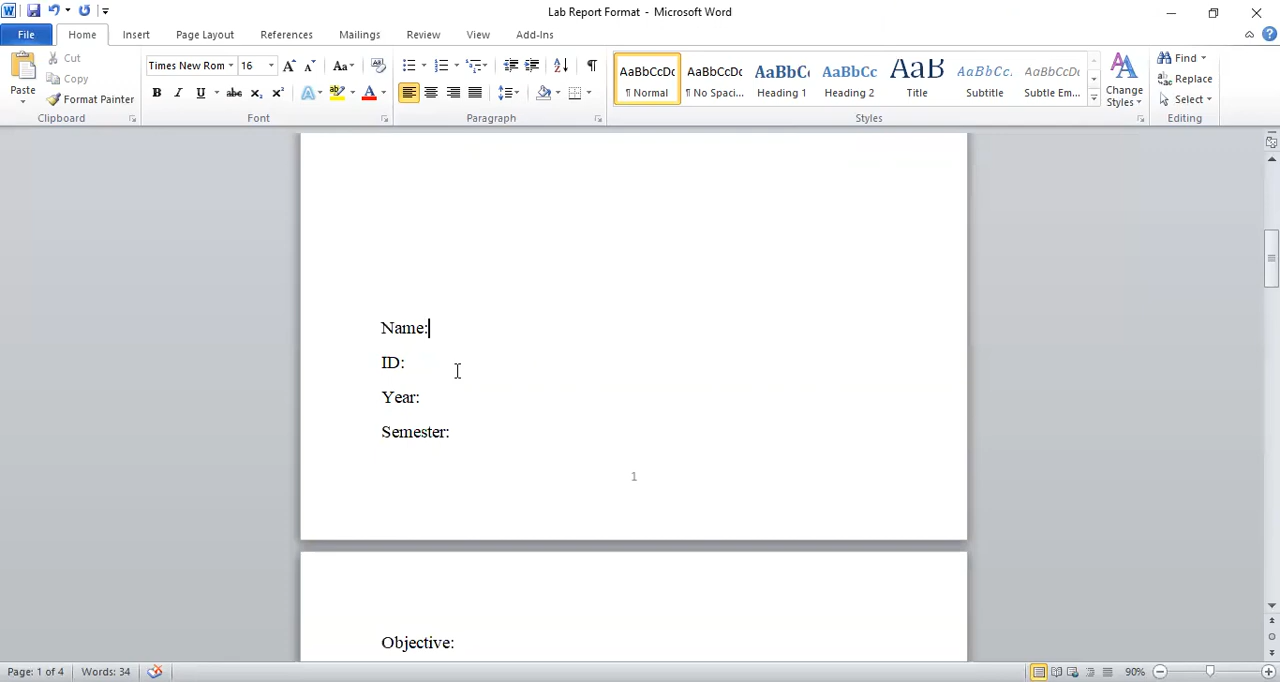 Lab Report Format - Microsoft Word
File Home Insert Page Layout References Mailings Review View Add-Ins
Paste
Cut
Copy
Format Painter
Clipboard
Times New Rom 16
Font
Paragraph
AaBbCcDc AaBbCcDc AaBbCc AaBbCc AaB AaBbCc. AaBbCcDc
¶ Normal ¶ No Spaci... Heading 1 Heading 2 Title Subtitle Subtle Em...
Change
Styles
Styles
Find
Replace
Select
Editing
Name:
ID:
Year:
Semester:
1
Objective:
Page: 1 of 4 Words: 34 90%